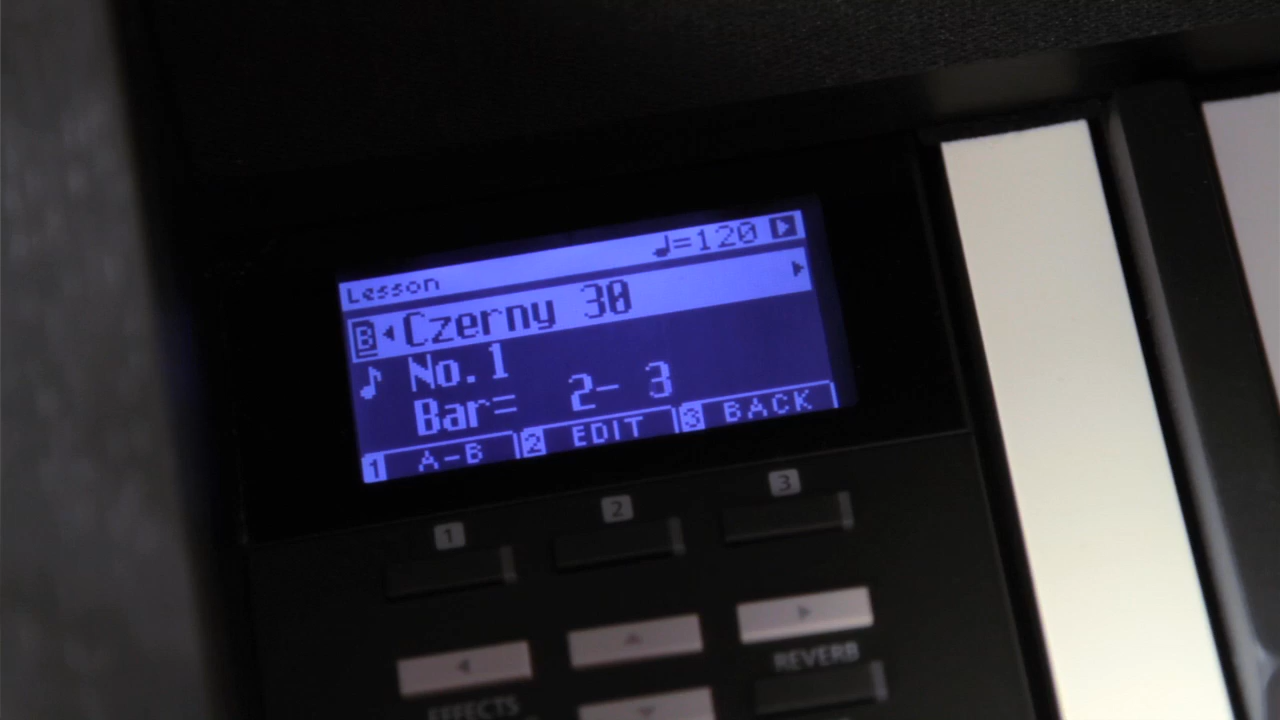 Lesson ♩=120
B Czerny 30
No.1
Bar= 2- 3
1 A-B 2 EDIT 3 BACK
1 2 3
REVERB
EFFECTS